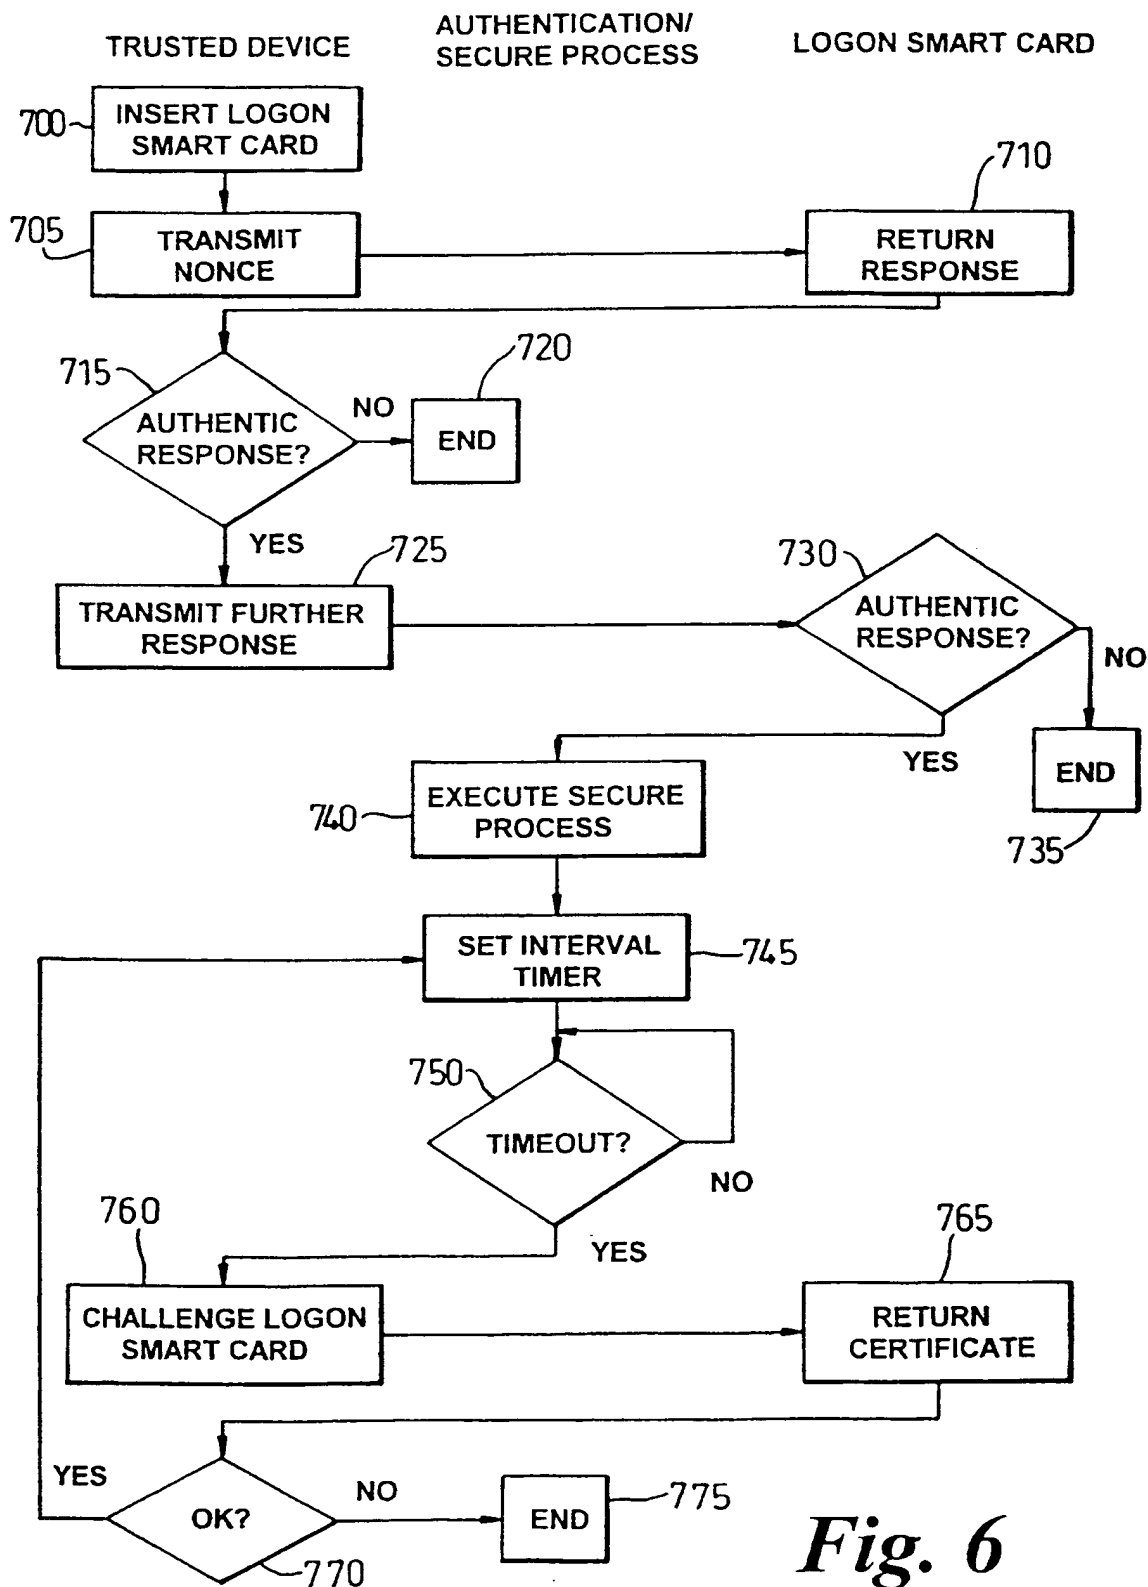 TRUSTED DEVICE
AUTHENTICATION/
SECURE PROCESS
LOGON SMART CARD
700
INSERT LOGON
SMART CARD
705
TRANSMIT
NONCE
710
RETURN
RESPONSE
715
AUTHENTIC
RESPONSE?
NO
720
END
YES
725
TRANSMIT FURTHER
RESPONSE
730
AUTHENTIC
RESPONSE?
NO
YES
END
735
740
EXECUTE SECURE
PROCESS
SET INTERVAL
TIMER
745
750
TIMEOUT?
NO
YES
760
CHALLENGE LOGON
SMART CARD
765
RETURN
CERTIFICATE
YES
OK?
NO
770
END
775
Fig. 6